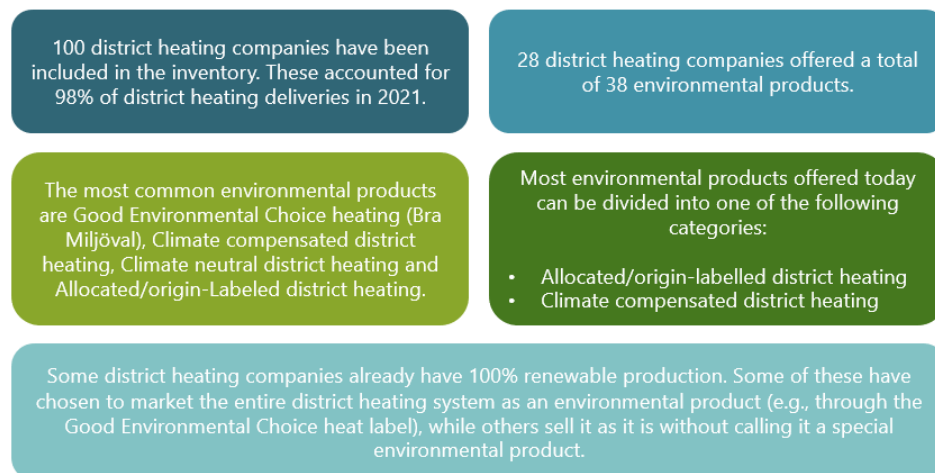 100 district heating companies have been
included in the inventory. These accounted for
98% of district heating deliveries in 2021.
28 district heating companies offered a total
of 38 environmental products.
The most common environmental products
are Good Environmental Choice heating (Bra
Miljöval), Climate compensated district
heating, Climate neutral district heating and
Allocated/origin-Labeled district heating.
Most environmental products offered today
can be divided into one of the following
categories:
• Allocated/origin-labelled district heating
• Climate compensated district heating
Some district heating companies already have 100% renewable production. Some of these have
chosen to market the entire district heating system as an environmental product (e.g., through the
Good Environmental Choice heat label), while others sell it as it is without calling it a special
environmental product.